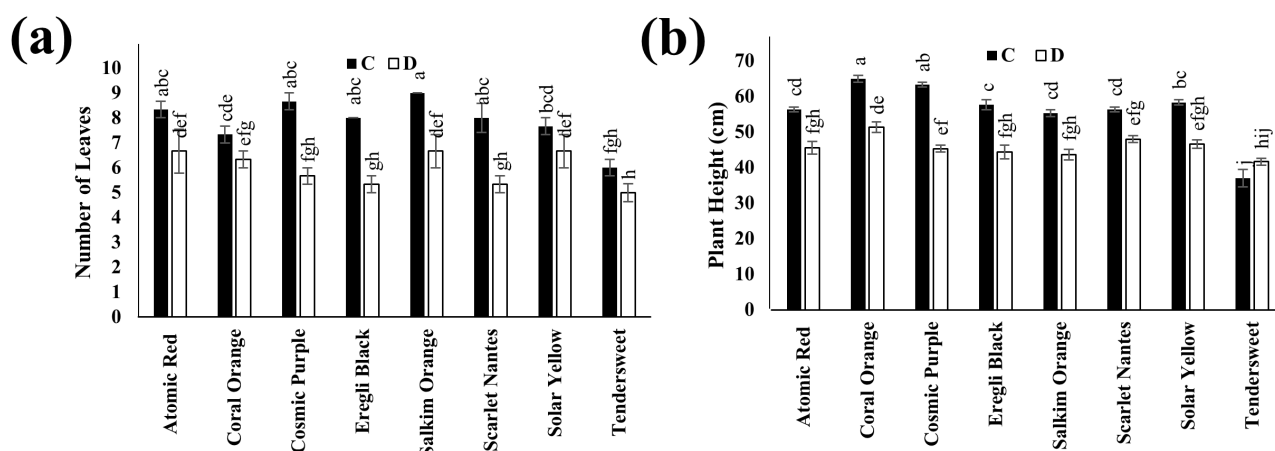 (a)
C D
Number of Leaves
10
9
8
7
6
5
4
3
2
1
0
abc def
cde efg
abc fgh
abc gh
a def
abc gh
bcd def
fgh h
Atomic Red
Coral Orange
Cosmic Purple
Eregli Black
Salkim Orange
Scarlet Nantes
Solar Yellow
Tendersweet
(b)
C D
Plant Height (cm)
70
60
50
40
30
20
10
0
cd fgh
a de
ab ef
c fgh
cd fgh
cd efg
bc efgh
hij
Atomic Red
Coral Orange
Cosmic Purple
Eregli Black
Salkim Orange
Scarlet Nantes
Solar Yellow
Tendersweet